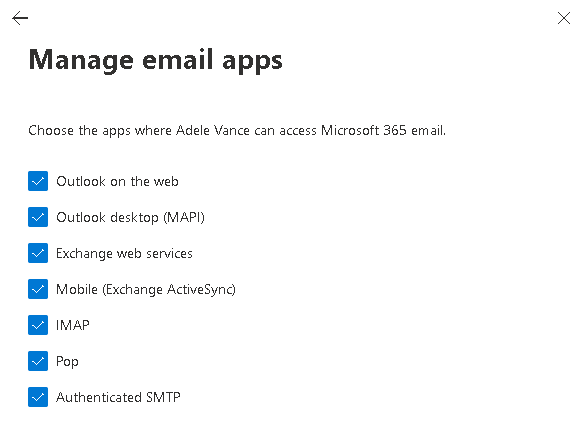 Manage email apps
Choose the apps where Adele Vance can access Microsoft 365 email.
Outlook on the web
Outlook desktop (MAPI)
Exchange web services
Mobile (Exchange ActiveSync)
IMAP
Pop
Authenticated SMTP